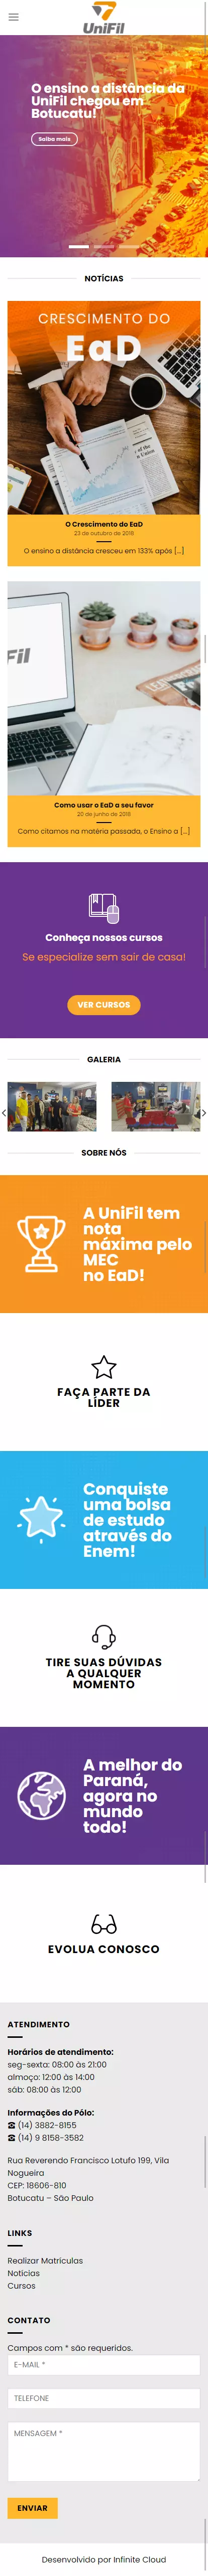 UniFil
O ensino a distância da
UniFil chegou em
Botucatu!
Saiba mais
NOTÍCIAS
CRESCIMENTO DO
EaD
O Crescimento do EaD
23 de outubro de 2018
O ensino a distância cresceu em 133% após [...]
Fil
Como usar o EaD a seu favor
20 de junho de 2018
Como citamos na matéria passada, o Ensino a [...]
Conheça nossos cursos
Se especialize sem sair de casa!
VER CURSOS
GALERIA
SOBRE NÓS
A UniFil tem
nota
máxima pelo
MEC
no EaD!
FAÇA PARTE DA
LÍDER
Conquiste
uma bolsa
de estudo
através do
Enem!
TIRE SUAS DÚVIDAS
A QUALQUER
MOMENTO
A melhor do
Paraná,
agora no
mundo
todo!
EVOLUA CONOSCO
ATENDIMENTO
Horários de atendimento:
seg-sexta: 08:00 às 21:00
almoço: 12:00 às 14:00
sáb: 08:00 às 12:00
Informações do Pólo:
☎ (14) 3882-8155
☎ (14) 9 8158-3582
Rua Reverendo Francisco Lotufo 199, Vila
Nogueira
CEP: 18606-810
Botucatu – São Paulo
LINKS
Realizar Matrículas
Notícias
Cursos
CONTATO
Campos com * são requeridos.
E-MAIL *
TELEFONE
MENSAGEM *
ENVIAR
Desenvolvido por Infinite Cloud